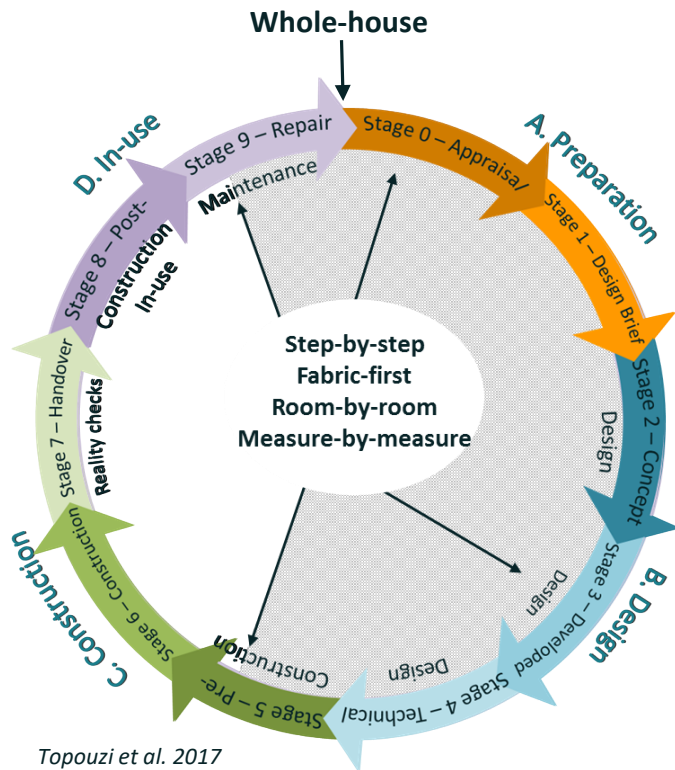 Whole-house
A. Preparation
Stage 0 – Appraisa/
Stage 1 – Design Brief
Stage 2 – Concept
Design
B. Design
Stage 3 – Developed
Design
Stage 4 – Technical
Design
C. Construction
Stage 5 – Pre-
Construction
Stage 6 – Construction
Stage 7 – Handover
Reality checks
D. In-use
Stage 8 – Post-
Construction
In-use
Stage 9 – Repair
Maintenance
Step-by-step
Fabric-first
Room-by-room
Measure-by-measure
Topouzi et al. 2017